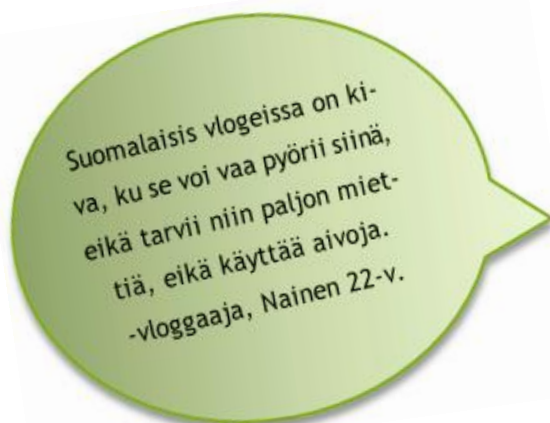 Suomalaisis vlogeissa on ki-
va, ku se voi vaa pyörii siinä,
eikä tarvii niin paljon miet-
tiä, eikä käyttää aivoja.
-vloggaaja, Nainen 22-v.